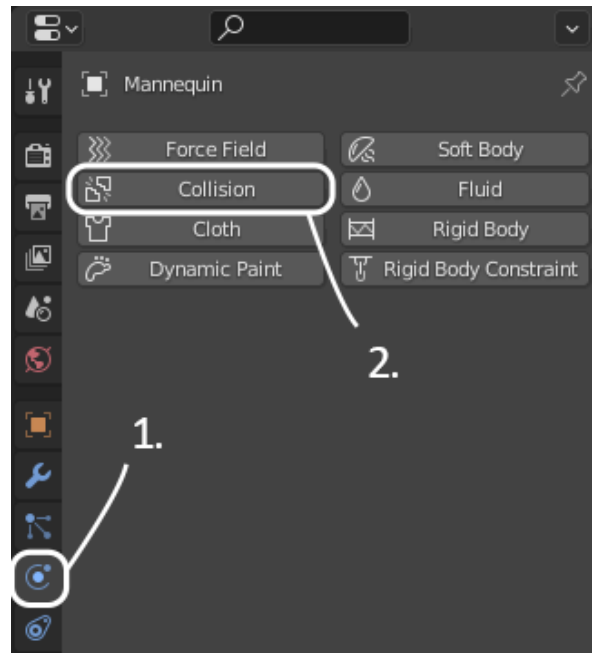 Mannequin
Force Field Soft Body
Collision Fluid
Cloth Rigid Body
Dynamic Paint Rigid Body Constraint
2.
1.